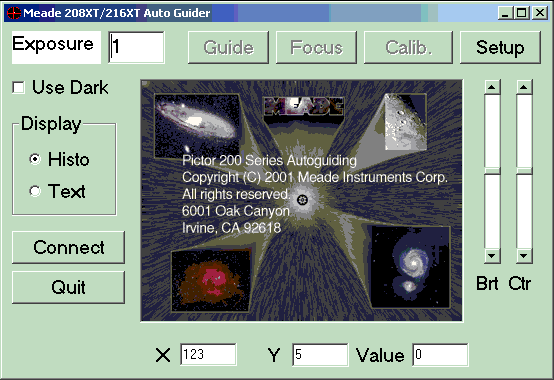 Meade 208XT/216XT Auto Guider
Exposure 1 Guide Focus Calib. Setup
Use Dark
Display
Histo
Text
Connect
Quit
MEADE
Pictor 200 Series Autoguiding
Copyright (C) 2001 Meade Instruments Corp.
All rights reserved.
6001 Oak Canyon
Irvine, CA 92618
Brt Ctr
X 123 Y 5 Value 0